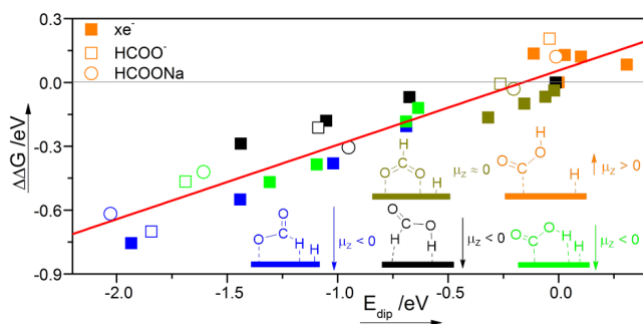 xe⁻
HCOO⁻
HCOONa
ΔΔG /eV
0.3
0.0
-0.3
-0.6
-0.9
H
C
O O H
μz ≈ 0
H
O
O C H
μz > 0
O
O C H H
μz < 0
O
C O
H H
μz < 0
O
C O H H
μz < 0
-2.0 -1.5 -1.0 -0.5 0.0
E_dip /eV